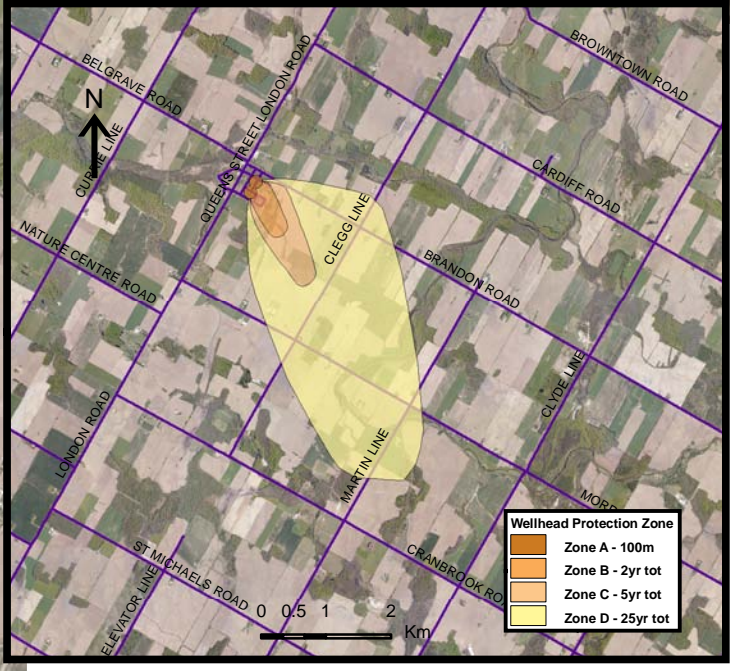 BROWNTOWN ROAD
BELGRAVE ROAD
QUEENS STREET LONDON ROAD
N
CURRIE LINE
CARDIFF ROAD
NATURE CENTRE ROAD
CLEGG LINE
BRANDON ROAD
CLYDE LINE
LONDON ROAD
MARTIN LINE
MORR
CRANBROOK RO
ST MICHAELS ROAD
ELEVATOR LINE
0 0.5 1 2
Km
Wellhead Protection Zone
Zone A - 100m
Zone B - 2yr tot
Zone C - 5yr tot
Zone D - 25yr tot